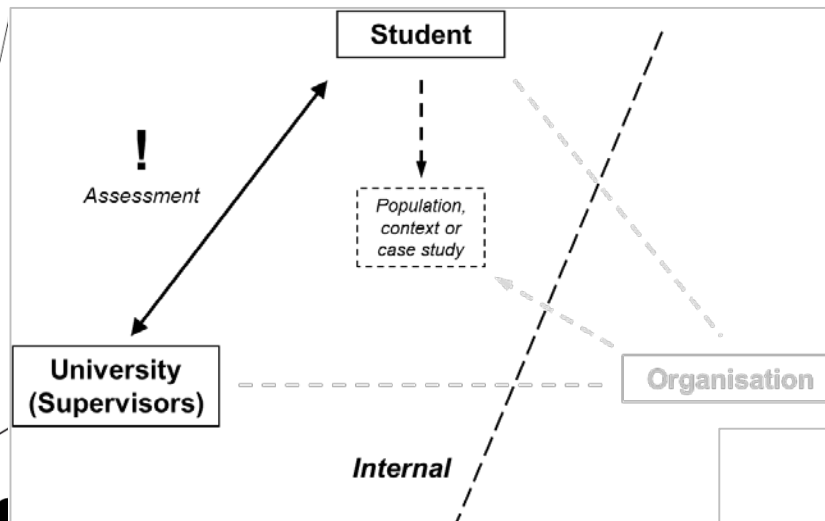 Student
!
Assessment
Population,
context or
case study
University
(Supervisors)
Organisation
Internal